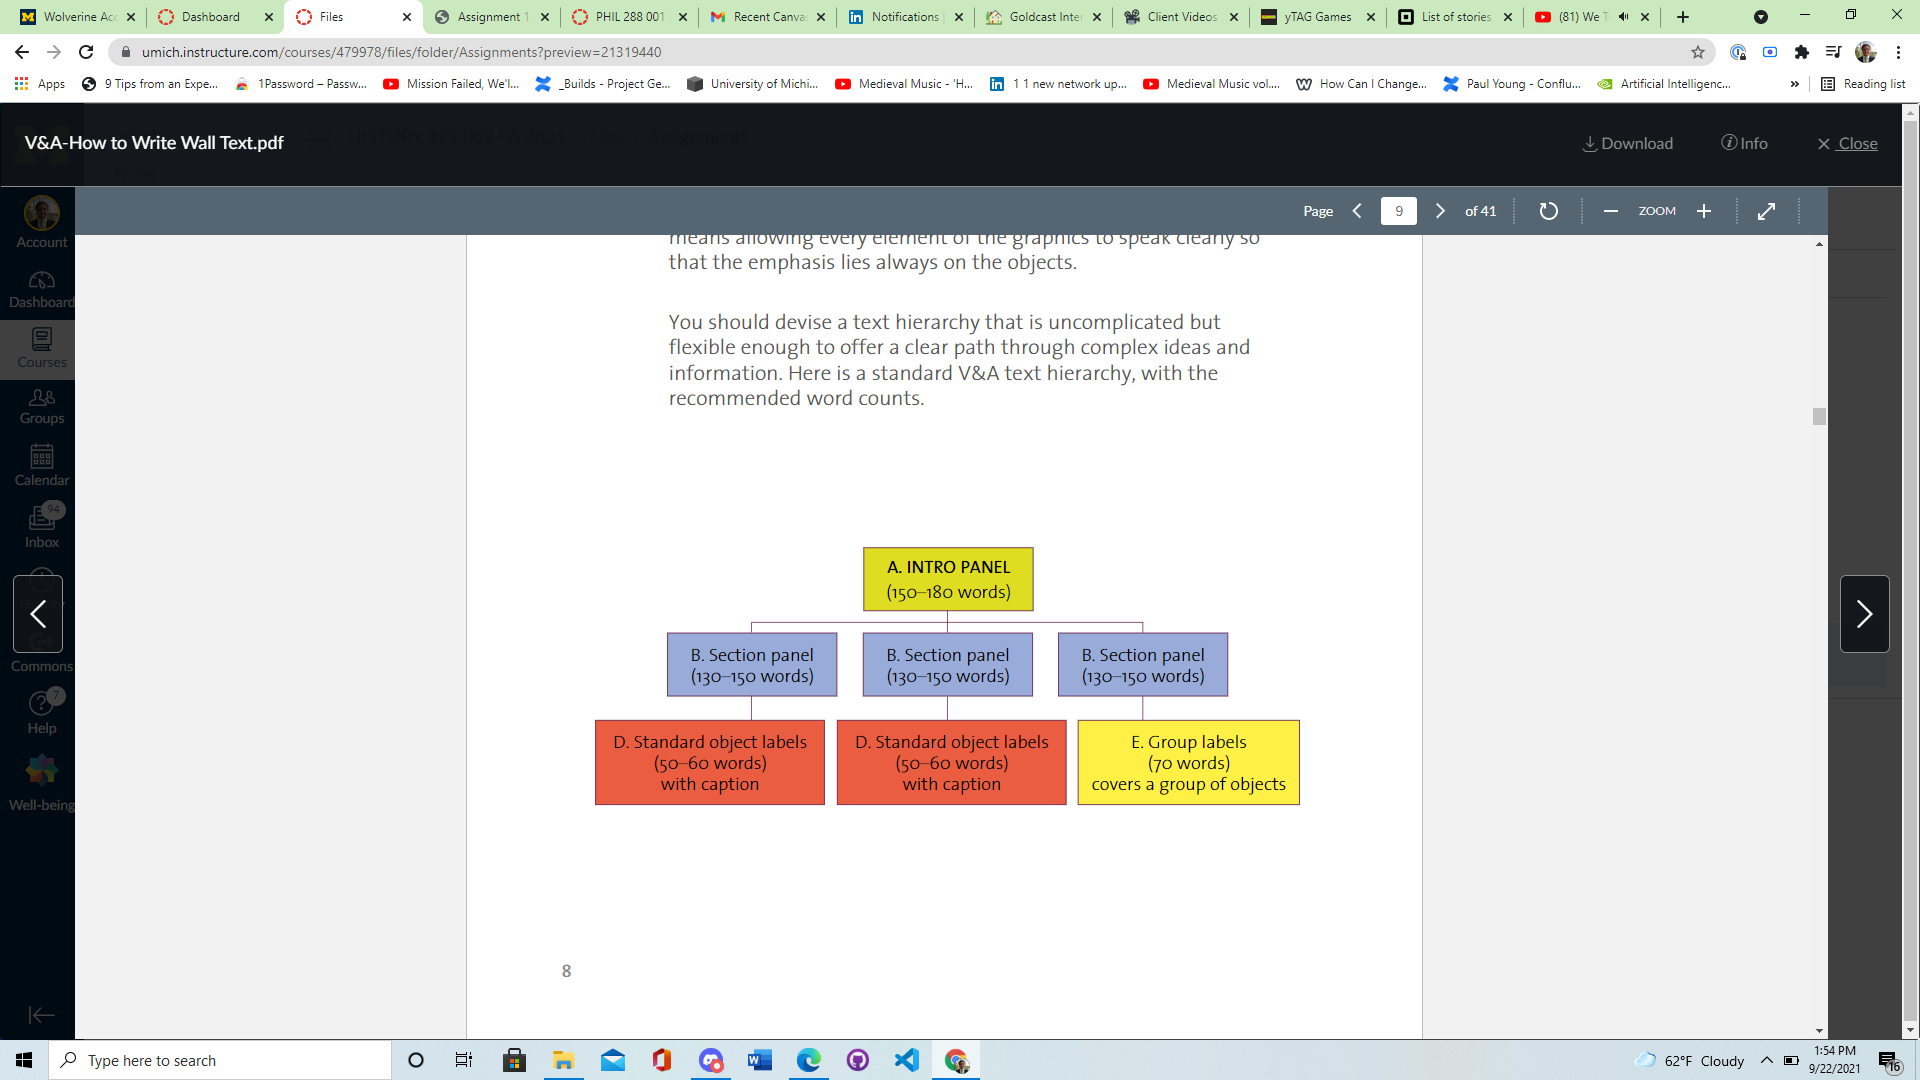 Wolverine Acc
Dashboard
Files
Assignment 1
PHIL 288 001
Recent Canva
Notifications
Goldcast Inter
Client Videos
yTAG Games
List of stories
(81) We T
umich.instructure.com/courses/479978/files/folder/Assignments?preview=21319440
Apps
9 Tips from an Expe...
1Password – Passw...
Mission Failed, We'l...
_Builds - Project Ge...
University of Michi...
Medieval Music - 'H...
1 1 new network up...
Medieval Music vol....
How Can I Change...
Paul Young - Conflu...
Artificial Intelligenc...
»
Reading list
V&A-How to Write Wall Text.pdf
HISTORY 491 002 FA 2021
Files
Assignments
Download
Info
Close
Page
9
of 41
ZOOM
Account
Dashboard
Courses
Groups
Calendar
94
Inbox
Commons
7
Help
Well-being
means allowing every element of the graphics to speak clearly so
that the emphasis lies always on the objects.
You should devise a text hierarchy that is uncomplicated but
flexible enough to offer a clear path through complex ideas and
information. Here is a standard V&A text hierarchy, with the
recommended word counts.
A. INTRO PANEL
(150–180 words)
B. Section panel
(130–150 words)
B. Section panel
(130–150 words)
B. Section panel
(130–150 words)
D. Standard object labels
(50–60 words)
with caption
D. Standard object labels
(50–60 words)
with caption
E. Group labels
(70 words)
covers a group of objects
8
Type here to search
62°F Cloudy
1:54 PM
9/22/2021
16